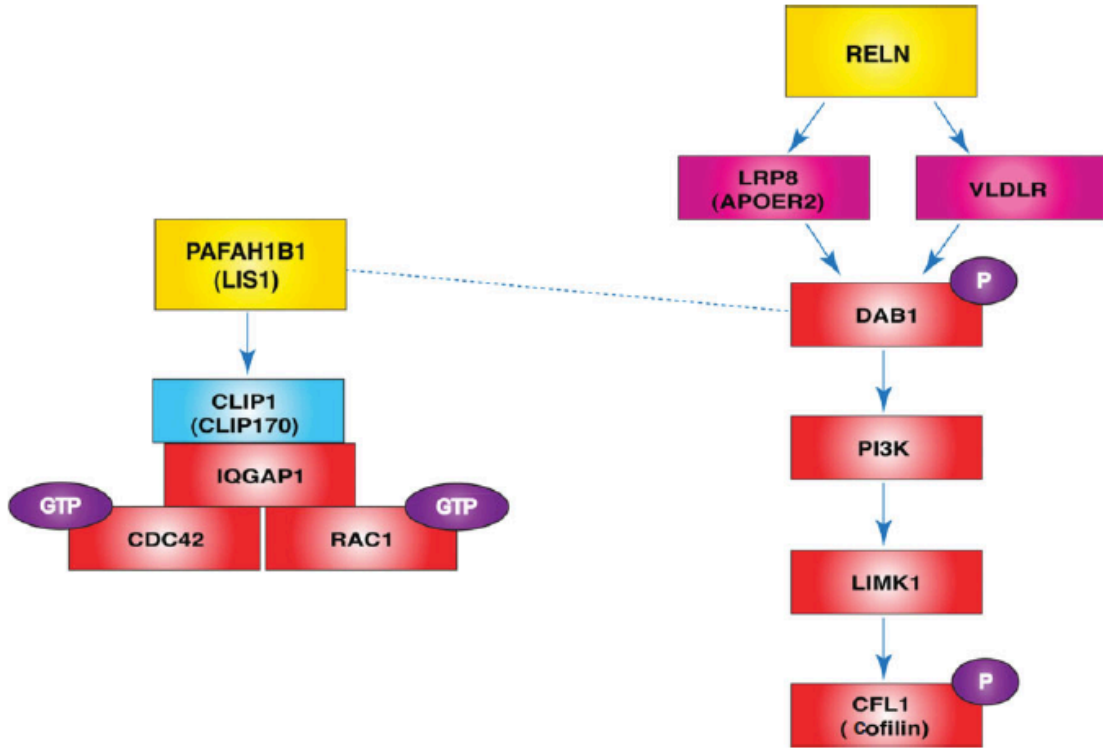 RELN
LRP8
(APOER2)
VLDLR
PAFAH1B1
(LIS1)
P
DAB1
CLIP1
(CLIP170)
PI3K
IQGAP1
GTP
GTP
CDC42
RAC1
LIMK1
P
CFL1
(cofilin)